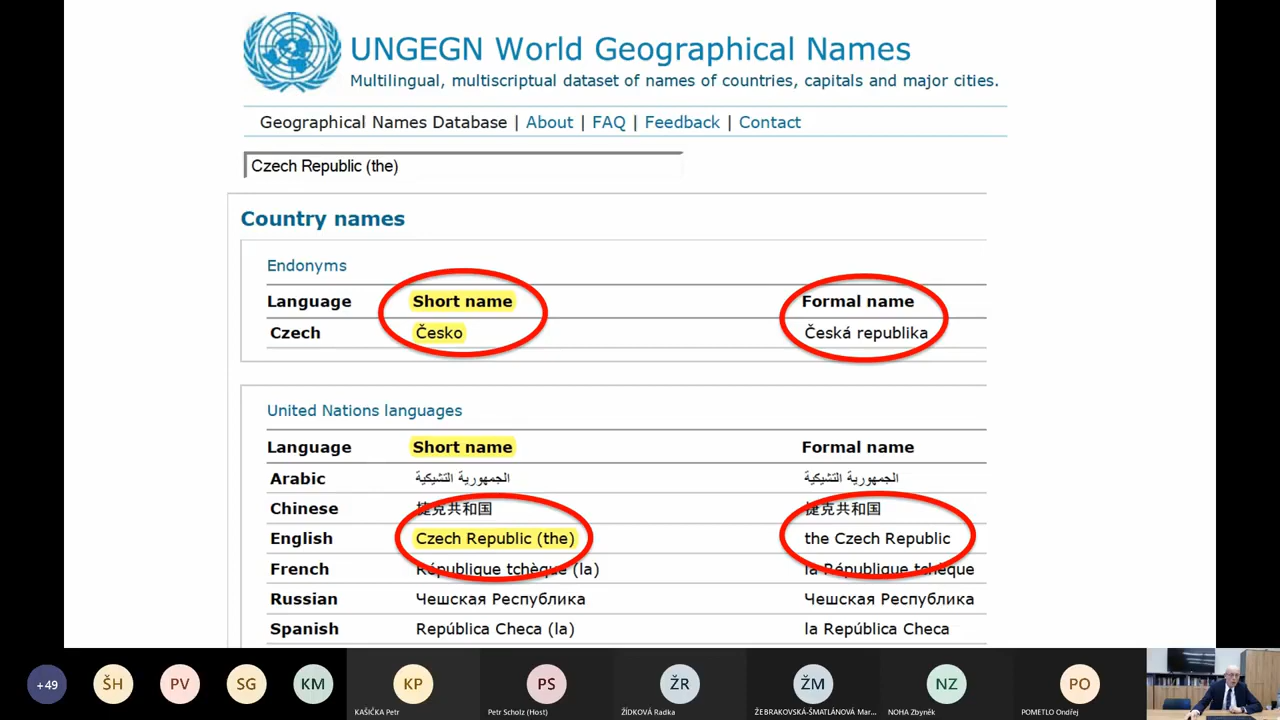 UNGEGN World Geographical Names
Multilingual, multiscriptual dataset of names of countries, capitals and major cities.
Geographical Names Database | About | FAQ | Feedback | Contact
Czech Republic (the)
Country names
Endonyms
Language Short name Formal name
Czech Česko Česká republika
United Nations languages
Language Short name Formal name
Arabic الجمهورية التشيكية الجمهورية التشيكية
Chinese 捷克共和国 捷克共和国
English Czech Republic (the) the Czech Republic
French République tchèque (la) la République tchèque
Russian Чешская Республика Чешская Республика
Spanish República Checa (la) la República Checa
+49 ŠH PV SG KM KP PS ŽR ŽM NZ PO
KAŠIČKA Petr Petr Scholz (Host) ŽÍDKOVÁ Radka ŽEBRAKOVSKÁ-ŠMATLÁNOVÁ Mar... NOHA Zbyněk POMETLO Ondřej